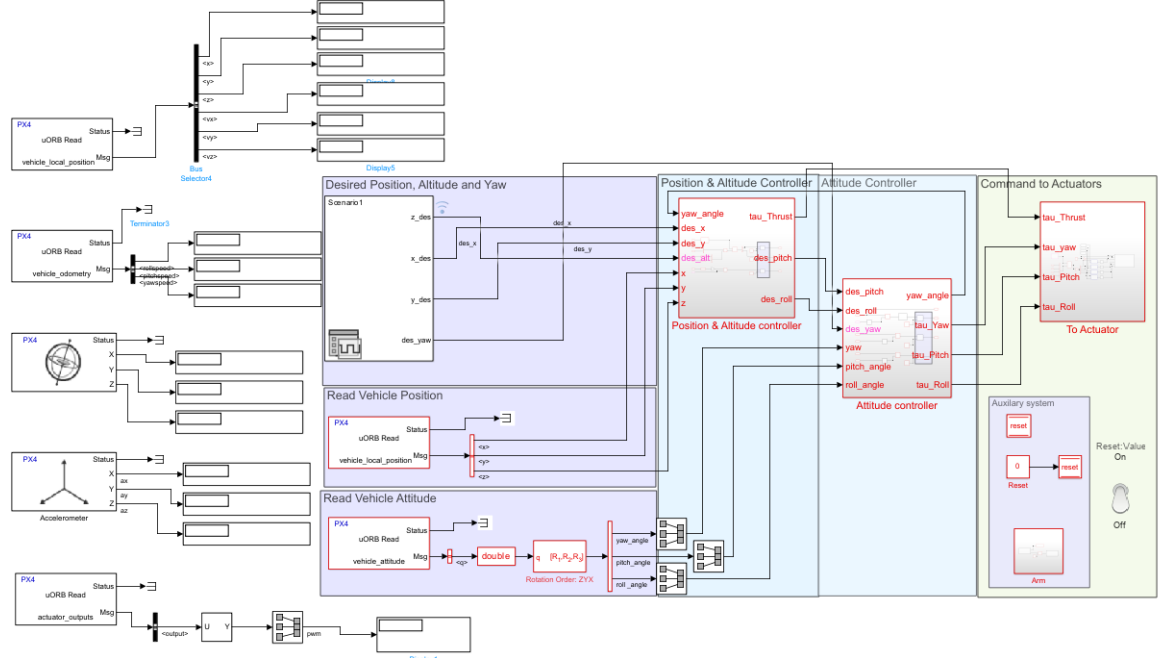 <x>
<y>
Display8
<z>
<vx>
<vy>
<vz>
Bus
Selector4
Display5
PX4
uORB Read
vehicle_local_position
Status
Msg
Terminator3
PX4
uORB Read
vehicle_odometry
Status
Msg
<rollspeed>
<pitchspeed>
<yawspeed>
PX4
Status
X
Y
Z
PX4
Status
X
Y
Z
ax
ay
az
Accelerometer
PX4
uORB Read
actuator_outputs
Status
Msg
<output>
U
Y
pwm
Desired Position, Altitude and Yaw
Scenario1
z_des
x_des
y_des
des_yaw
des_x
des_x
des_y
Read Vehicle Position
PX4
uORB Read
vehicle_local_position
Status
Msg
<x>
<y>
<z>
Read Vehicle Attitude
PX4
uORB Read
vehicle_attitude
Status
Msg
<q>
double
q
[R1,R2,R3]
Rotation Order: ZYX
yaw_angle
pitch_angle
roll_angle
Position & Altitude Controller
yaw_angle
des_x
des_y
des_alt
x
y
z
tau_Thrust
des_pitch
des_roll
Position & Altitude controller
Attitude Controller
des_pitch
des_roll
des_yaw
yaw
pitch_angle
roll_angle
yaw_angle
tau_Yaw
tau_Pitch
tau_Roll
Attitude controller
Command to Actuators
tau_Thrust
tau_yaw
tau_Pitch
tau_Roll
To Actuator
Auxilary system
reset
0
Reset
reset
Arm
Reset:Value
On
Off